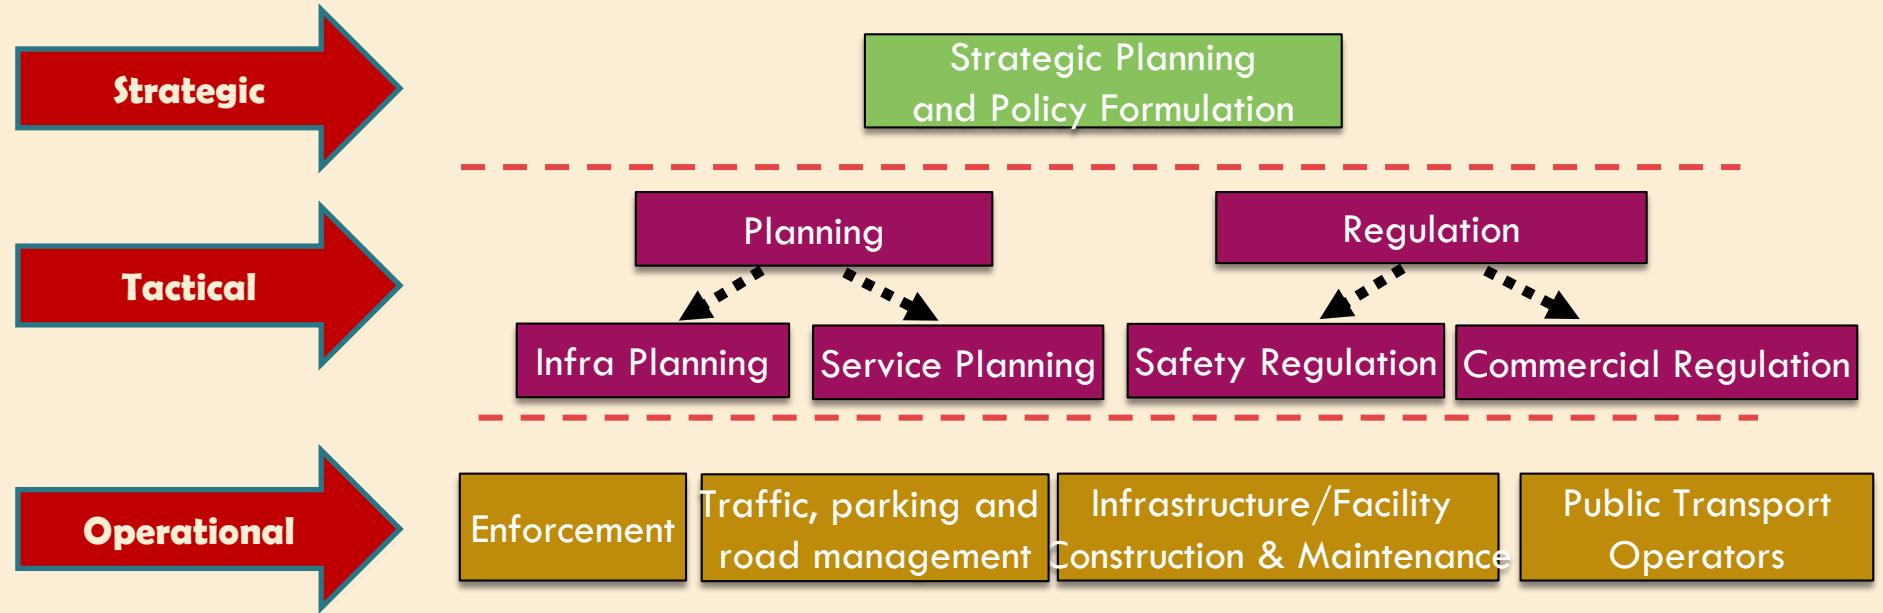 Strategic
Strategic Planning
and Policy Formulation
Tactical
Planning
Regulation
Infra Planning
Service Planning
Safety Regulation
Commercial Regulation
Operational
Enforcement
Traffic, parking and
road management
Infrastructure/Facility
Construction & Maintenance
Public Transport
Operators